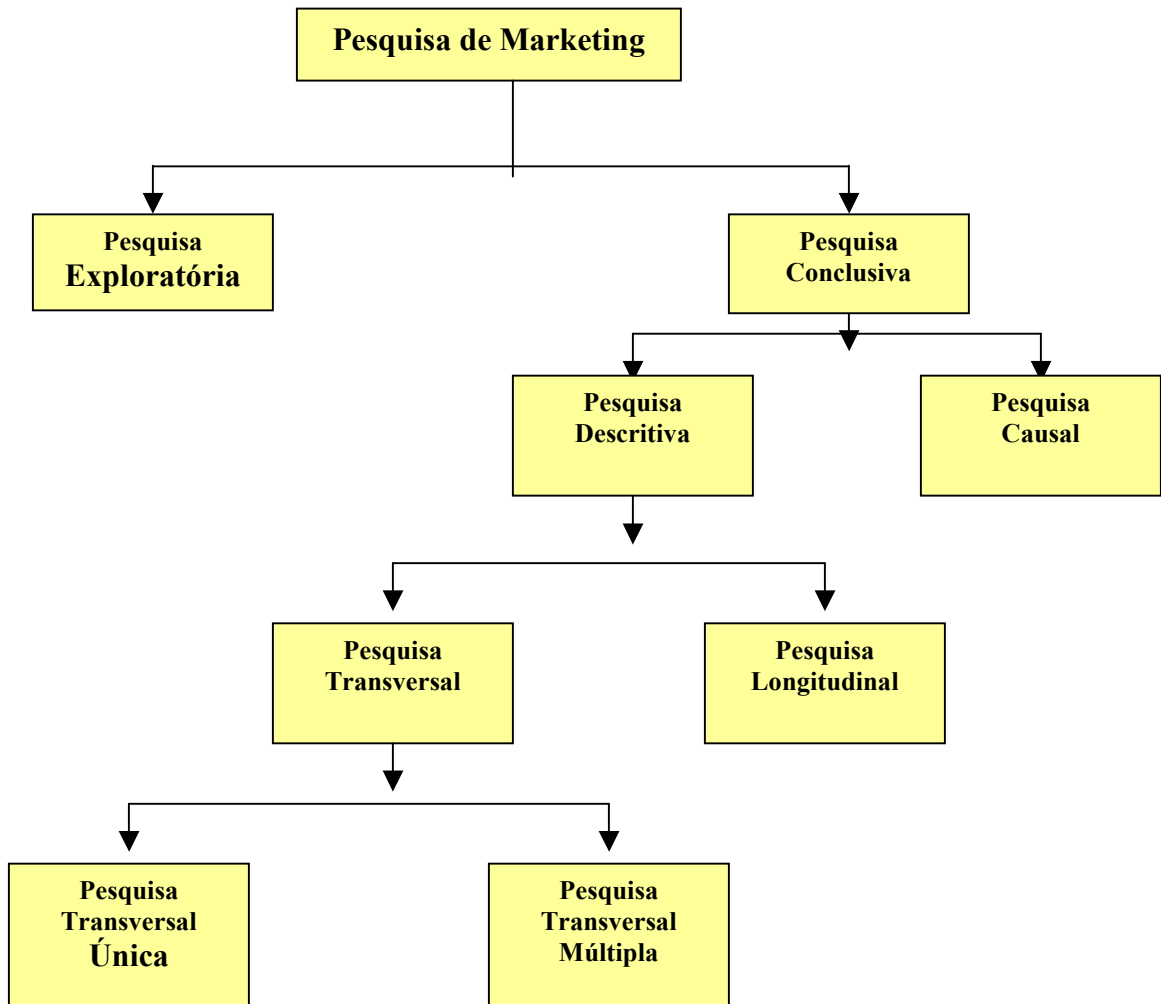 Pesquisa de Marketing
Pesquisa
Exploratória
Pesquisa
Conclusiva
Pesquisa
Descritiva
Pesquisa
Causal
Pesquisa
Transversal
Pesquisa
Longitudinal
Pesquisa
Transversal
Única
Pesquisa
Transversal
Múltipla